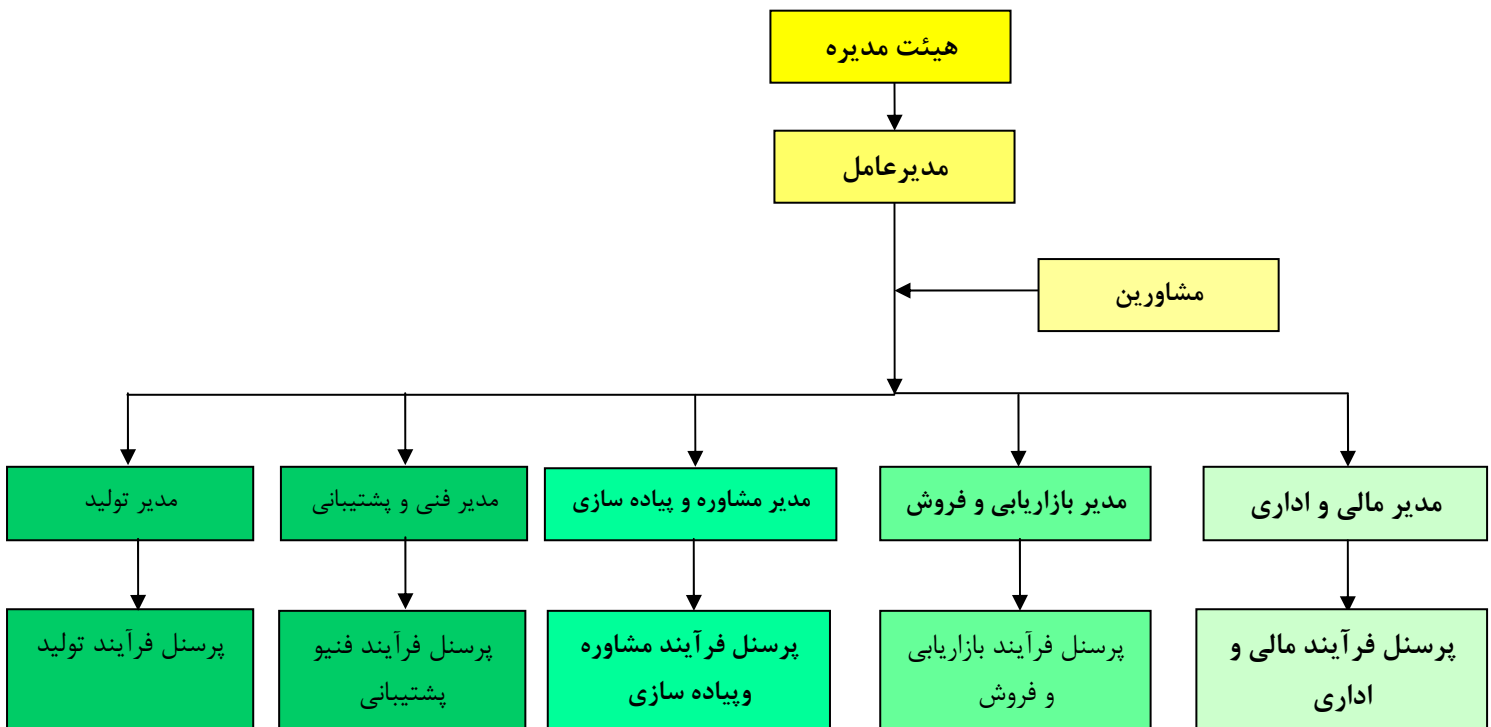 هیئت مدیره
مدیرعامل
مشاورین
مدیر مالی و اداری
مدیر بازاریابی و فروش
مدیر مشاوره و پیاده سازی
مدیر فنی و پشتیبانی
مدیر تولید
پرسنل فرآیند مالی و
اداری
پرسنل فرآیند بازاریابی
و فروش
پرسنل فرآیند مشاوره
وپیاده سازی
پرسنل فرآیند فنیو
پشتیبانی
پرسنل فرآیند تولید